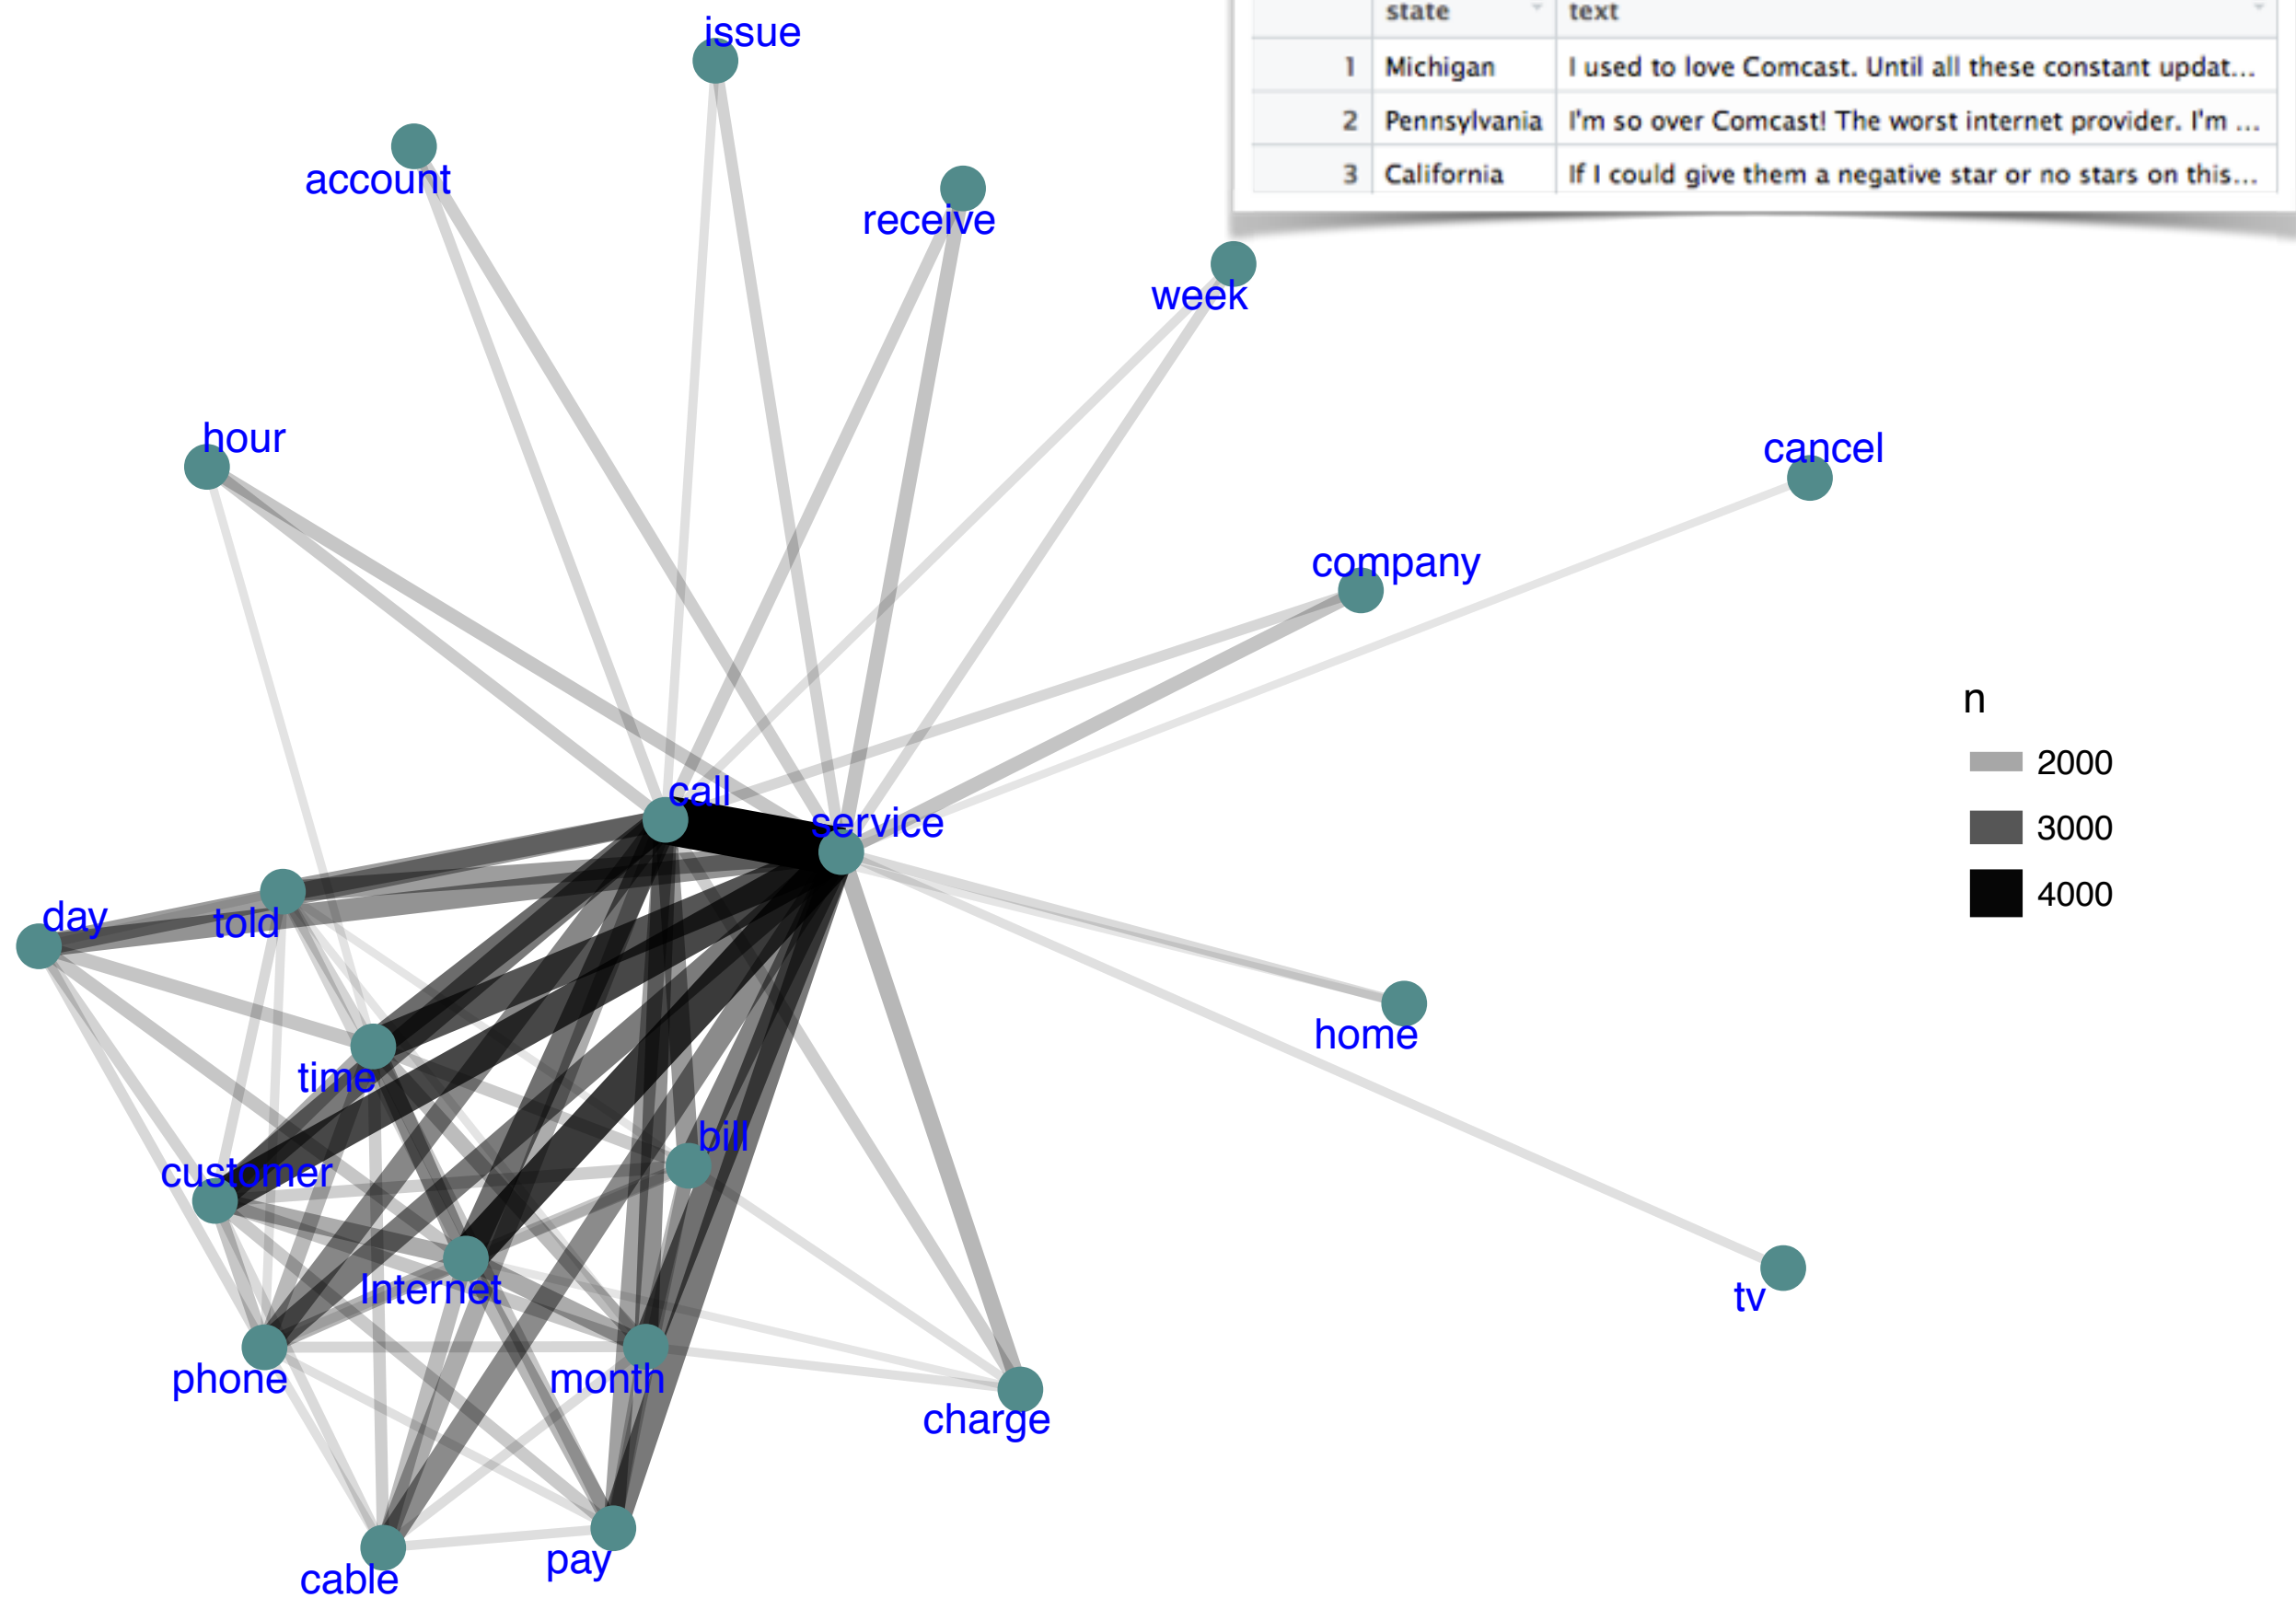 state text
1 Michigan I used to love Comcast. Until all these constant updat...
2 Pennsylvania I'm so over Comcast! The worst internet provider. I'm ...
3 California If I could give them a negative star or no stars on this...
issue
account
receive
week
hour
cancel
company
n
2000
3000
4000
call
service
day
told
time
home
bill
customer
Internet
tv
phone
month
charge
pay
cable